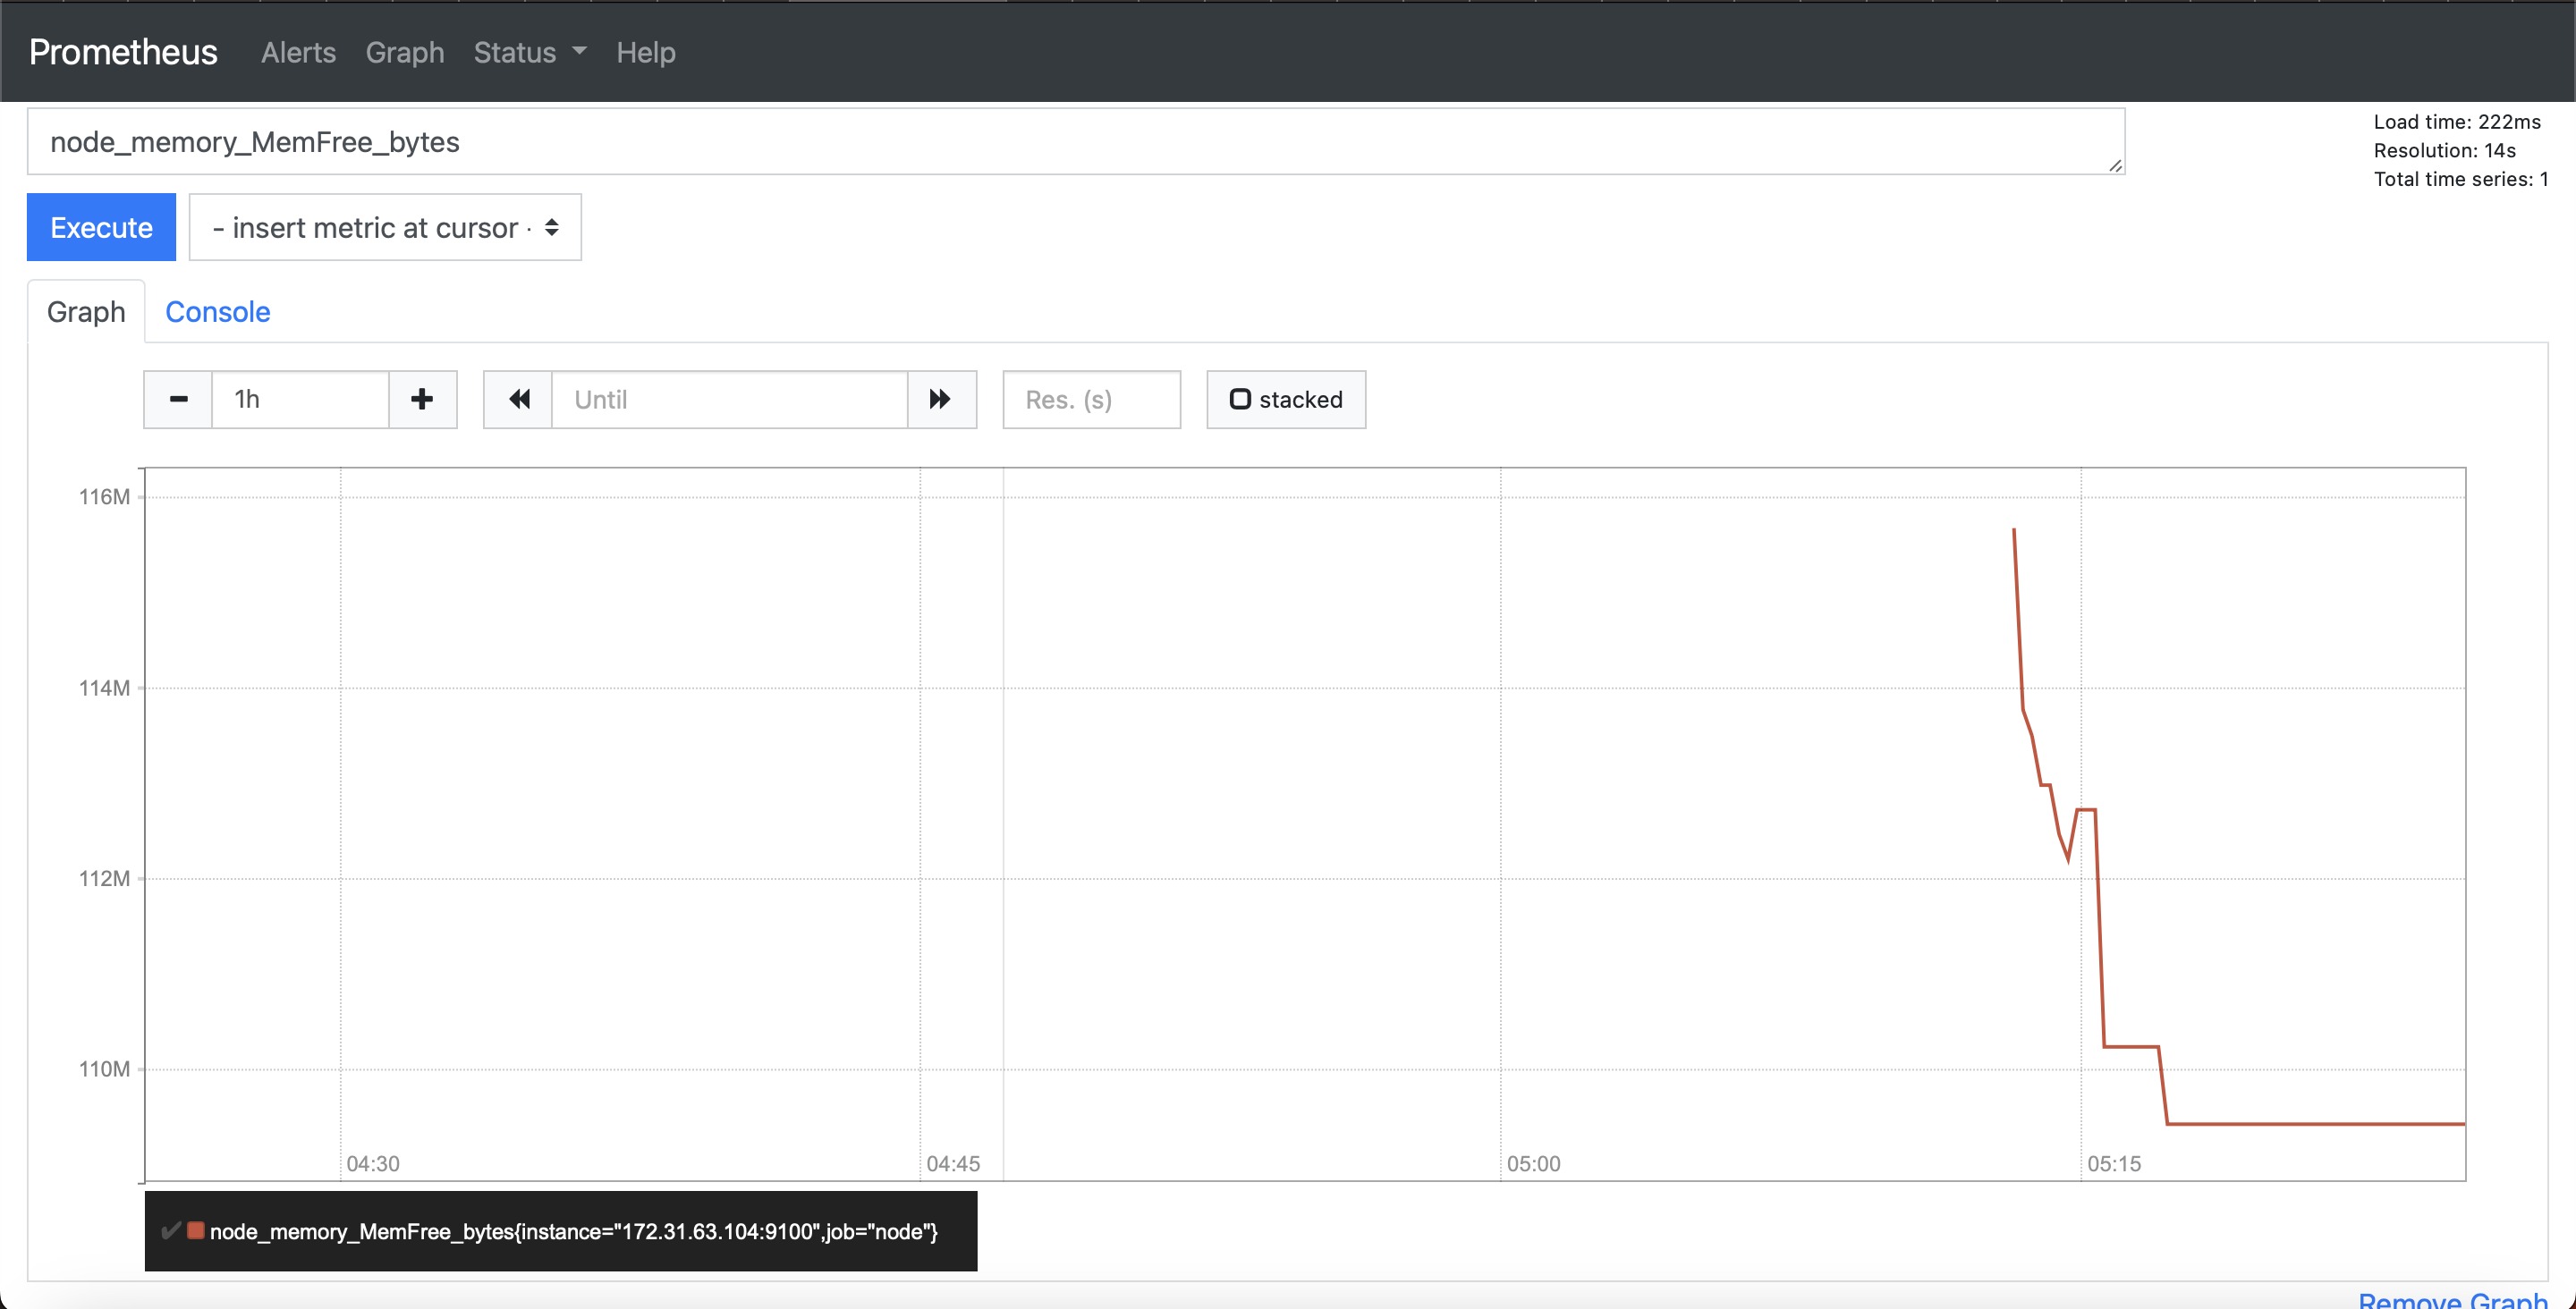 Prometheus Alerts Graph Status Help
node_memory_MemFree_bytes
Load time: 222ms
Resolution: 14s
Total time series: 1
Execute - insert metric at cursor -
Graph Console
1h Until Res. (s) stacked
116M
114M
112M
110M
04:30 04:45 05:00 05:15
node_memory_MemFree_bytes{instance="172.31.63.104:9100",job="node"}
Remove Graph